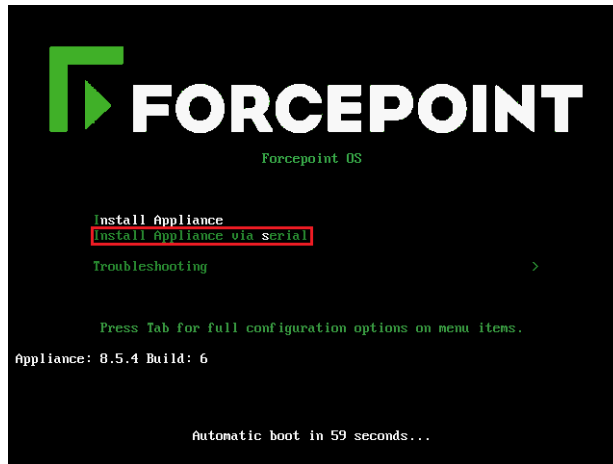 FORCEPOINT
Forcepoint OS
Install Appliance
Install Appliance via serial
Troubleshooting >
Press Tab for full configuration options on menu items.
Appliance: 8.5.4 Build: 6
Automatic boot in 59 seconds...